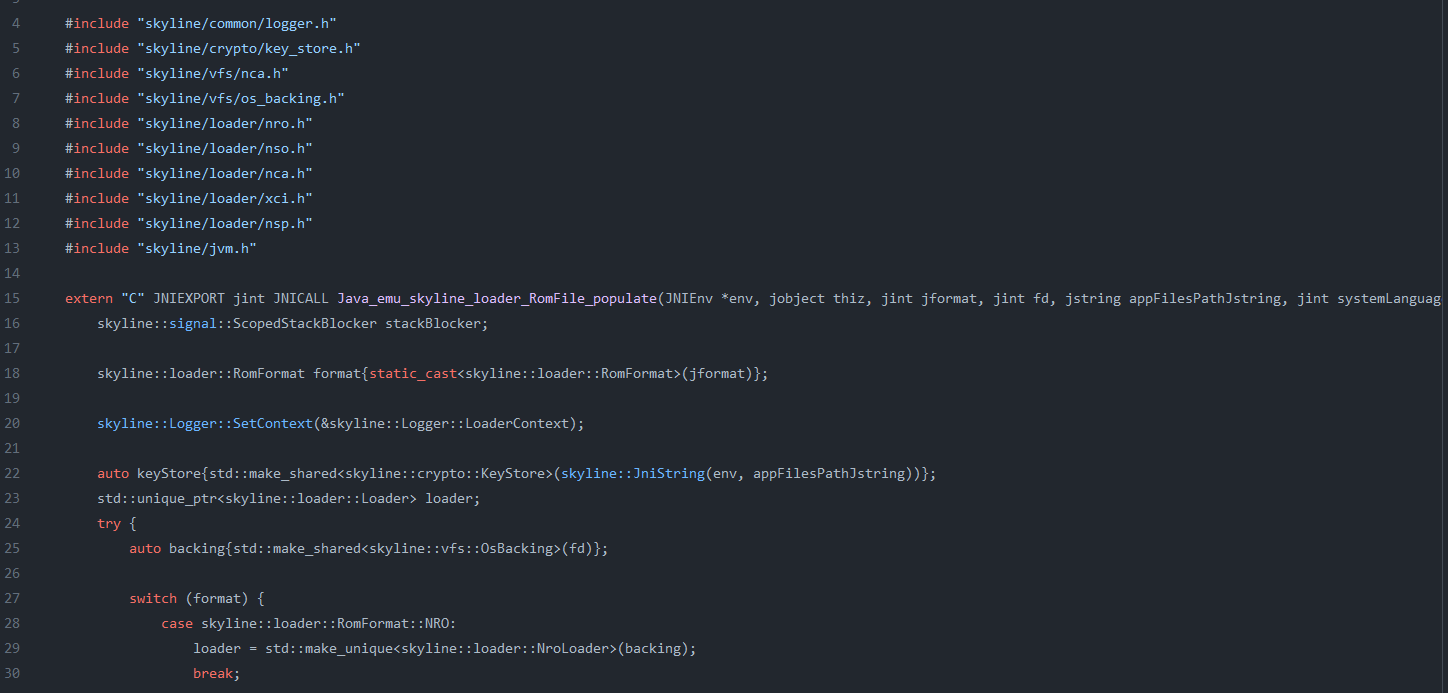 4 #include "skyline/common/logger.h"
5 #include "skyline/crypto/key_store.h"
6 #include "skyline/vfs/nca.h"
7 #include "skyline/vfs/os_backing.h"
8 #include "skyline/loader/nro.h"
9 #include "skyline/loader/nso.h"
10 #include "skyline/loader/nca.h"
11 #include "skyline/loader/xci.h"
12 #include "skyline/loader/nsp.h"
13 #include "skyline/jvm.h"
14
15 extern "C" JNIEXPORT jint JNICALL Java_emu_skyline_loader_RomFile_populate(JNIEnv *env, jobject thiz, jint jformat, jint fd, jstring appFilesPathJstring, jint systemLanguag
16     skyline::signal::ScopedStackBlocker stackBlocker;
17
18     skyline::loader::RomFormat format{static_cast<skyline::loader::RomFormat>(jformat)};
19
20     skyline::Logger::SetContext(&skyline::Logger::LoaderContext);
21
22     auto keyStore{std::make_shared<skyline::crypto::KeyStore>(skyline::JniString(env, appFilesPathJstring))};
23     std::unique_ptr<skyline::loader::Loader> loader;
24     try {
25         auto backing{std::make_shared<skyline::vfs::OsBacking>(fd)};
26
27         switch (format) {
28             case skyline::loader::RomFormat::NRO:
29                 loader = std::make_unique<skyline::loader::NroLoader>(backing);
30                 break;